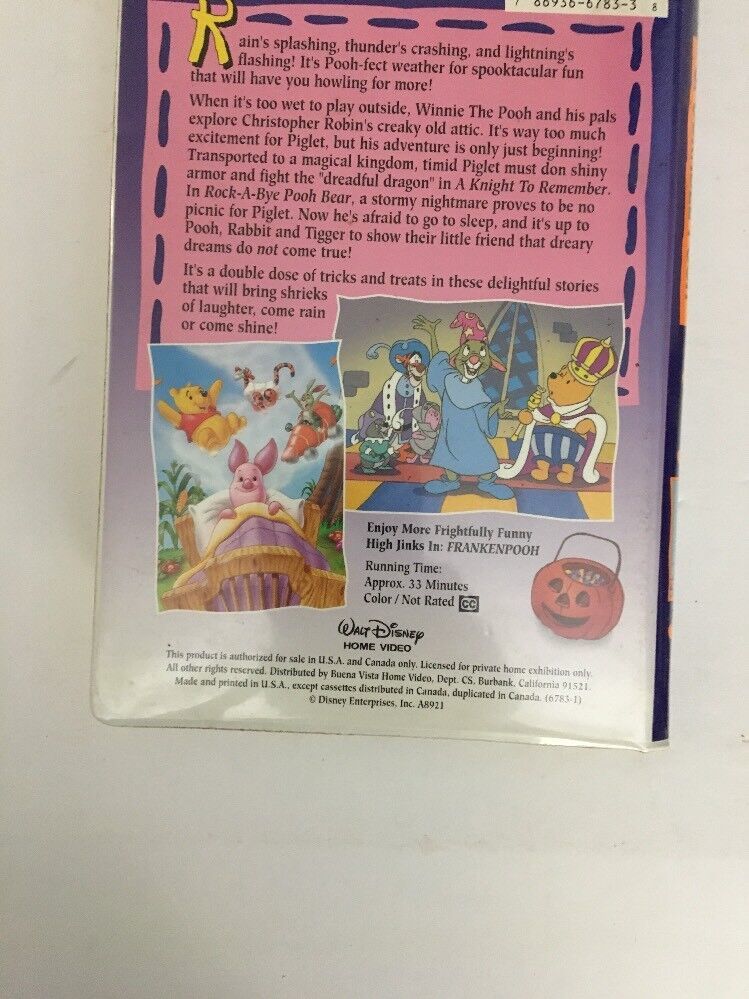 7 86936-6783-3 8
Rain's splashing, thunder's crashing, and lightning's
flashing! It's Pooh-fect weather for spooktacular fun
that will have you howling for more!
When it's too wet to play outside, Winnie The Pooh and his pals
explore Christopher Robin's creaky old attic. It's way too much
excitement for Piglet, but his adventure is only just beginning!
Transported to a magical kingdom, timid Piglet must don shiny
armor and fight the "dreadful dragon" in A Knight To Remember.
In Rock-A-Bye Pooh Bear, a stormy nightmare proves to be no
picnic for Piglet. Now he's afraid to go to sleep, and it's up to
Pooh, Rabbit and Tigger to show their little friend that dreary
dreams do not come true!
It's a double dose of tricks and treats in these delightful stories
that will bring shrieks
of laughter, come rain
or come shine!
Enjoy More Frightfully Funny
High Jinks In: FRANKENPOOH
Running Time:
Approx. 33 Minutes
Color / Not Rated CC
Walt Disney
HOME VIDEO
This product is authorized for sale in U.S.A. and Canada only. Licensed for private home exhibition only.
All other rights reserved. Distributed by Buena Vista Home Video, Dept. CS, Burbank, California 91521.
Made and printed in U.S.A., except cassettes distributed in Canada, duplicated in Canada. (6783-1)
© Disney Enterprises, Inc. A8921